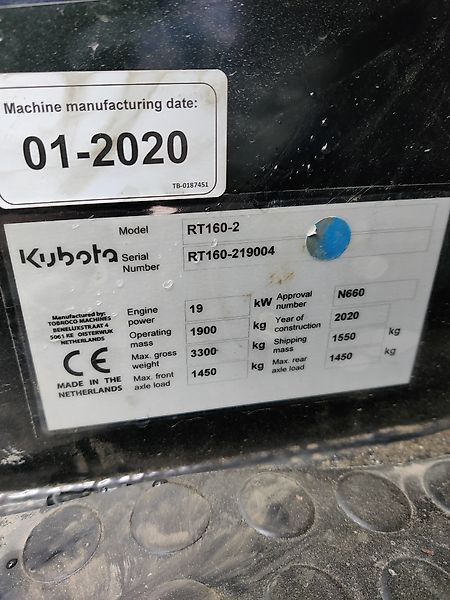 Machine manufacturing date:
01-2020
TB-0187451
Kubota
Model RT160-2
Serial Number RT160-219004
Manufactured by:
TOBROCO MACHINES
BENELUXSTRAAT 4
5061 KE OISTERWIJK
NETHERLANDS
CE
MADE IN THE
NETHERLANDS
Engine power 19 kW
Approval number N660
Operating mass 1900 kg
Year of construction 2020
Max. gross weight 3300 kg
Shipping mass 1550 kg
Max. front axle load 1450 kg
Max. rear axle load 1450 kg